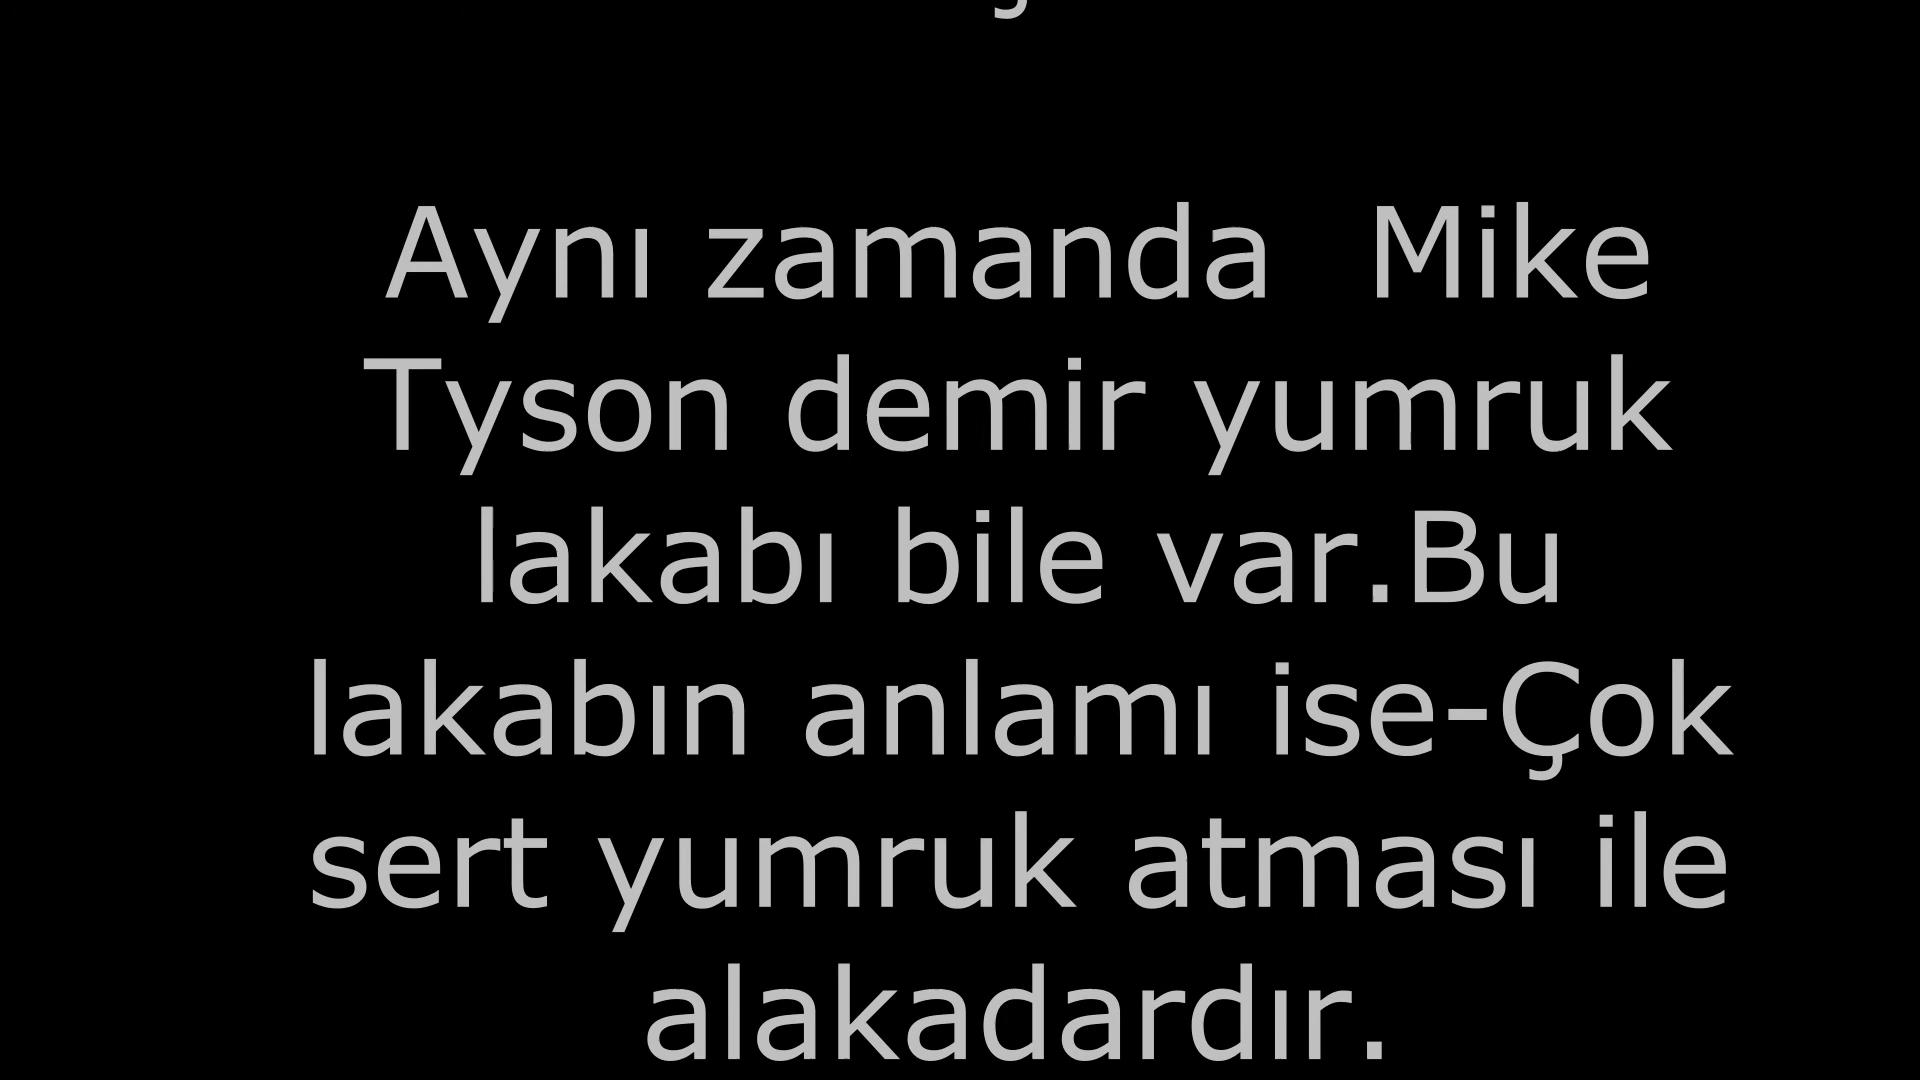 Aynı zamanda  Mike
Tyson demir yumruk
lakabı bile var.Bu
lakabın anlamı ise-Çok
sert yumruk atması ile
alakadardır.